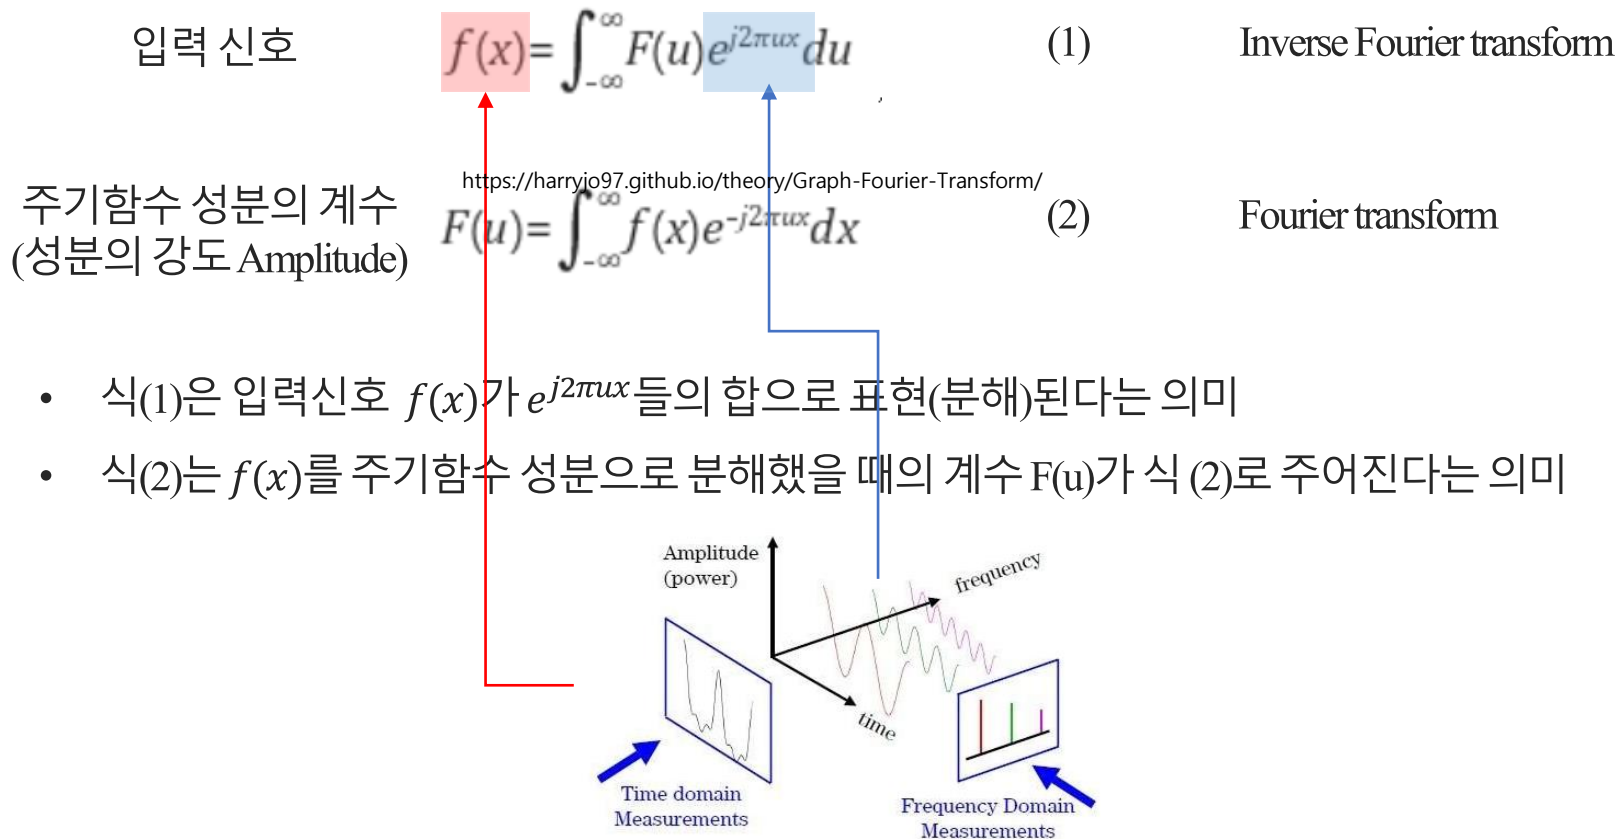 입력 신호
f(x)=∫_{-∞}^{∞}F(u)e^{j2πux}du
(1)
Inverse Fourier transform
,
https://harryjo97.github.io/theory/Graph-Fourier-Transform/
주기함수 성분의 계수
(성분의 강도 Amplitude)
F(u)=∫_{-∞}^{∞}f(x)e^{-j2πux}dx
(2)
Fourier transform
• 식(1)은 입력신호 f(x)가 e^{j2πux}들의 합으로 표현(분해)된다는 의미
• 식(2)는 f(x)를 주기함수 성분으로 분해했을 때의 계수 F(u)가 식 (2)로 주어진다는 의미
Amplitude
(power)
frequency
time
Time domain
Measurements
Frequency Domain
Measurements